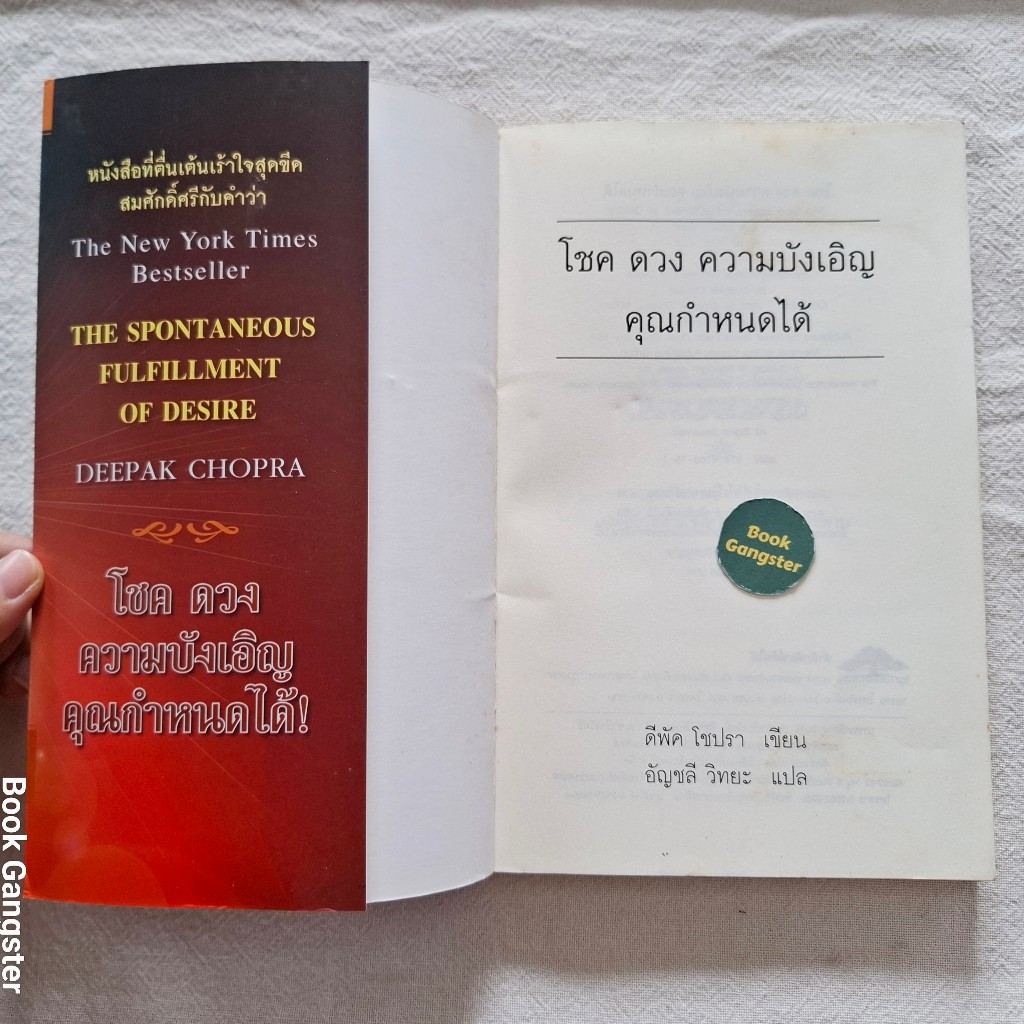 หนังสือที่ตื่นเต้นเร้าใจสุดขีด
สมศักดิ์ศรีกับคำว่า
The New York Times
Bestseller
THE SPONTANEOUS
FULFILLMENT
OF DESIRE
DEEPAK CHOPRA
โชค ดวง
ความบังเอิญ
คุณกำหนดได้!
โชค ดวง ความบังเอิญ
คุณกำหนดได้
Book
Gangster
ดีพัค โชปรา เขียน
อัญชลี วิทยะ แปล
Book Gangster